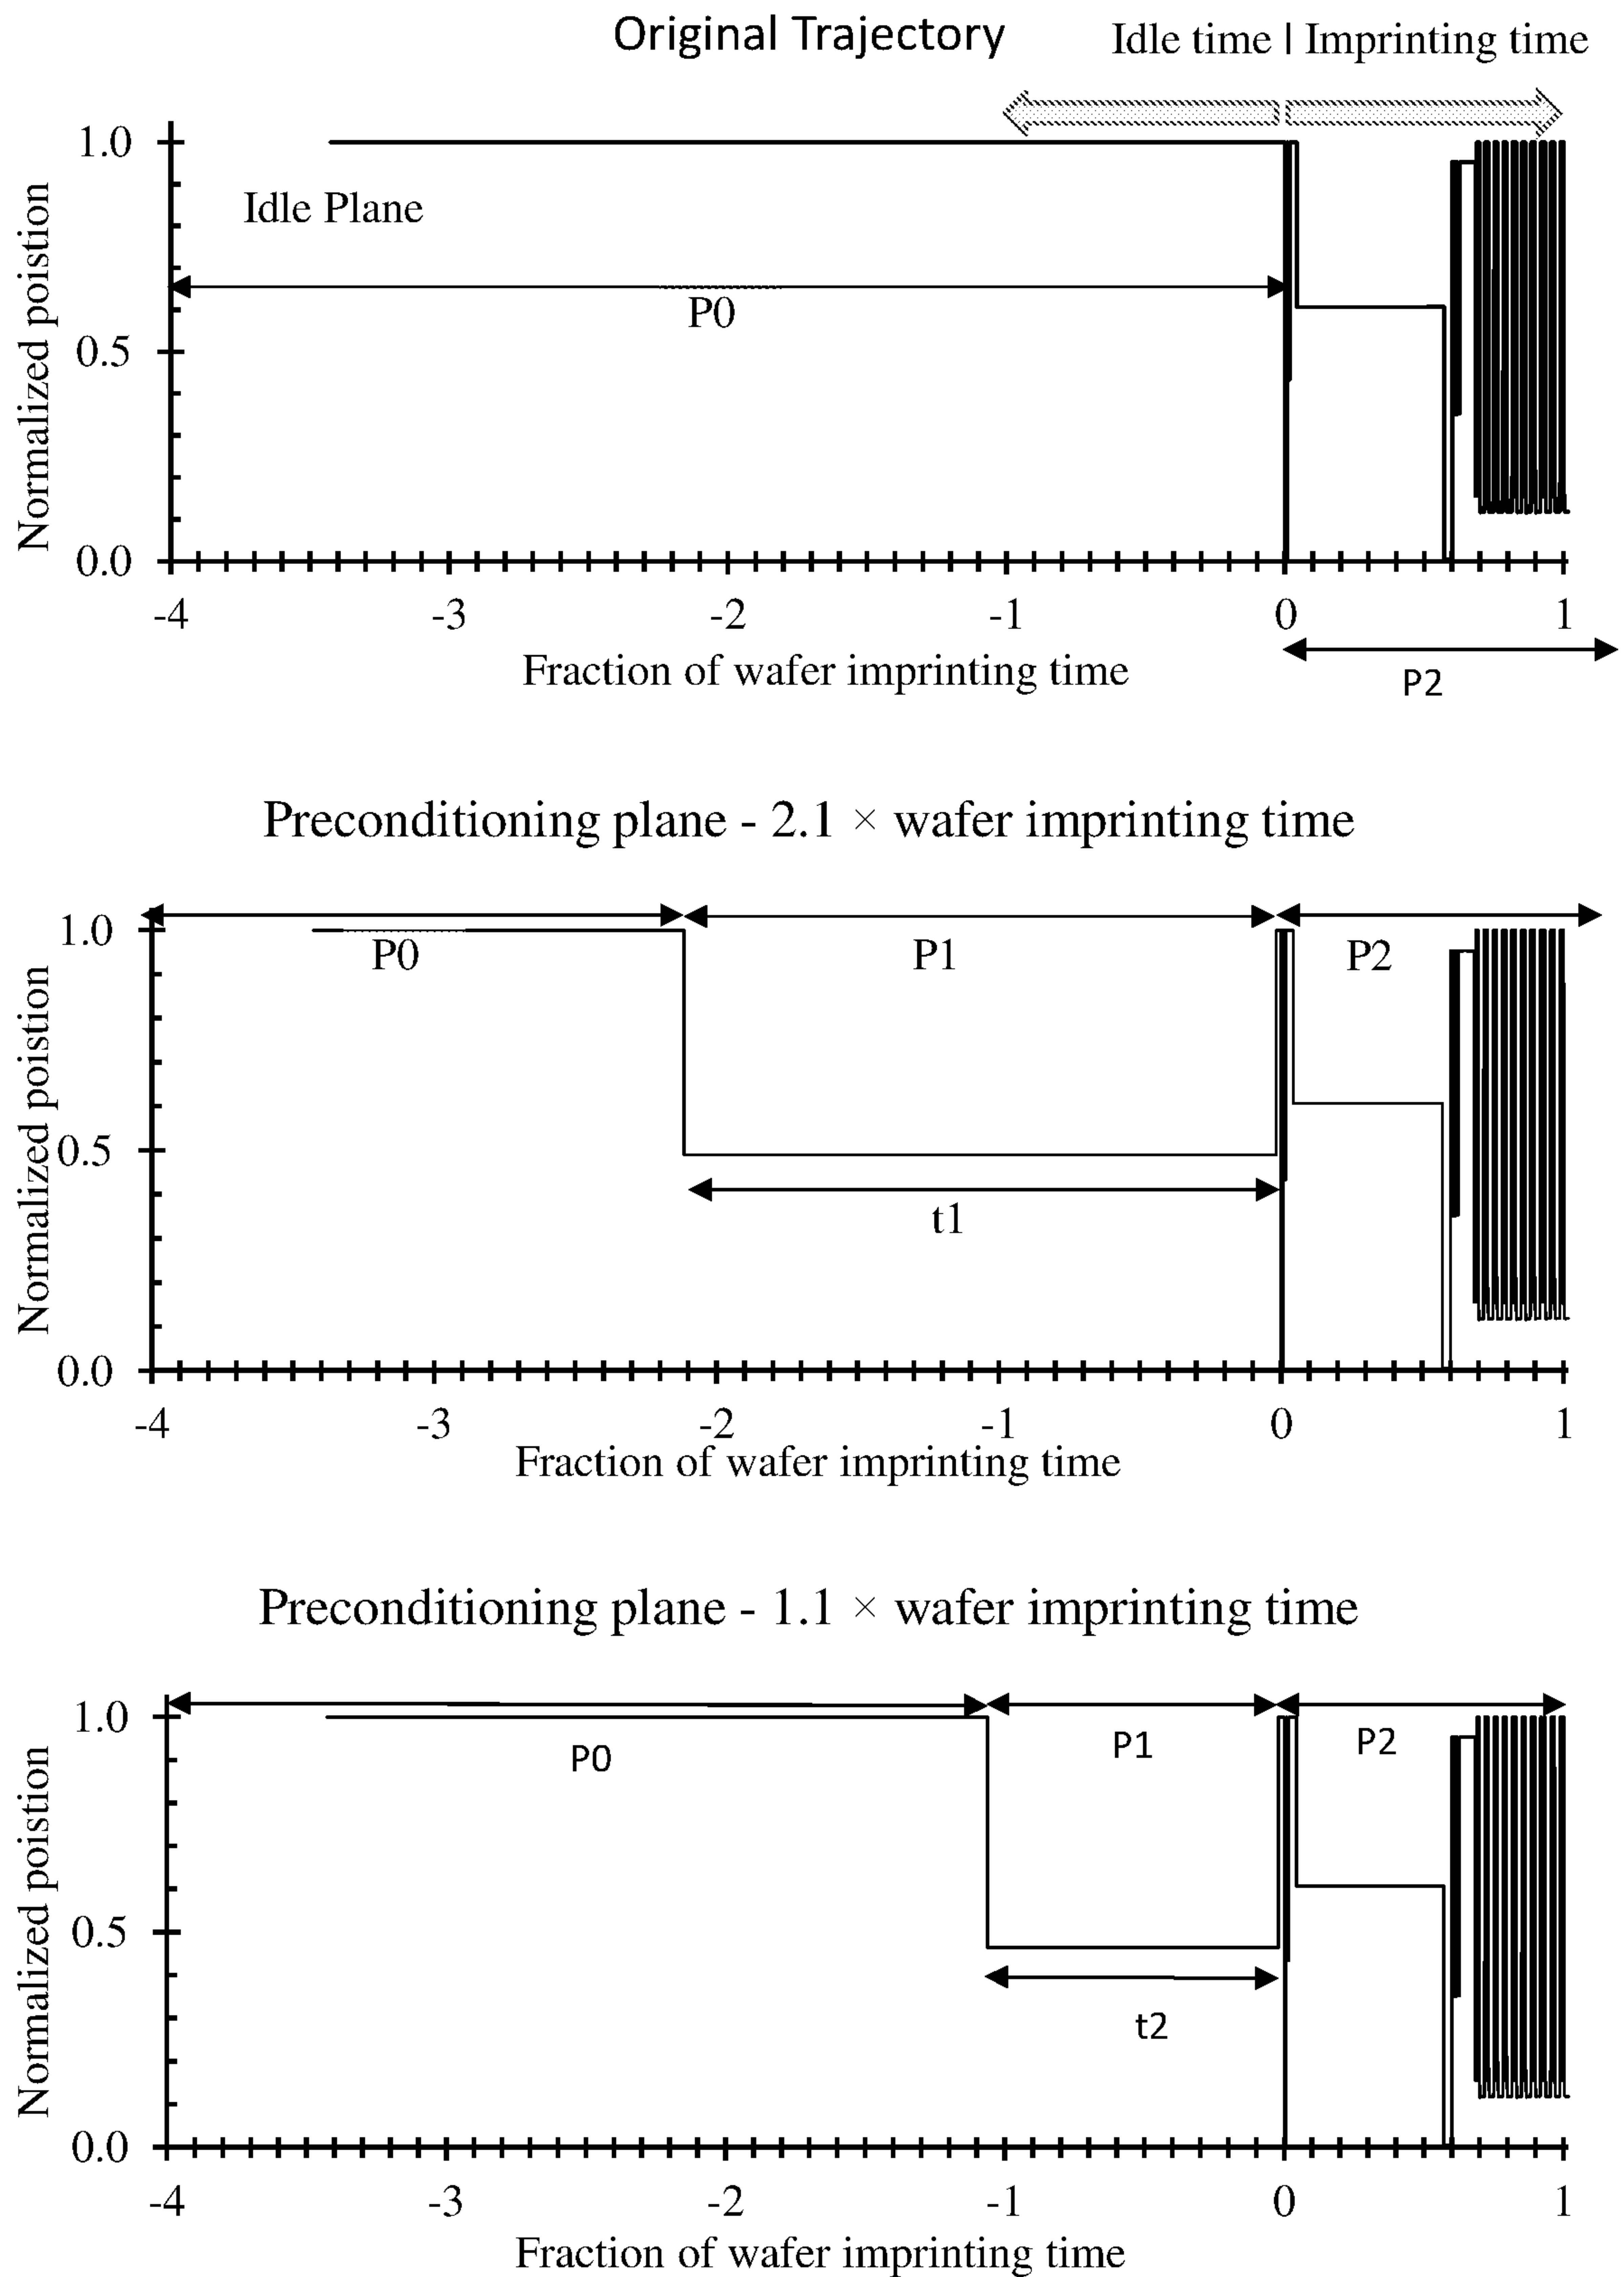 Original Trajectory
Idle time | Imprinting time
Normalized poistion
1.0
0.5
0.0
Idle Plane
P0
-4 -3 -2 -1 0 1
Fraction of wafer imprinting time
P2
Preconditioning plane - 2.1 × wafer imprinting time
Normalized poistion
1.0
0.5
0.0
P0 P1 P2
t1
-4 -3 -2 -1 0 1
Fraction of wafer imprinting time
Preconditioning plane - 1.1 × wafer imprinting time
Normalized poistion
1.0
0.5
0.0
P0 P1 P2
t2
-4 -3 -2 -1 0 1
Fraction of wafer imprinting time